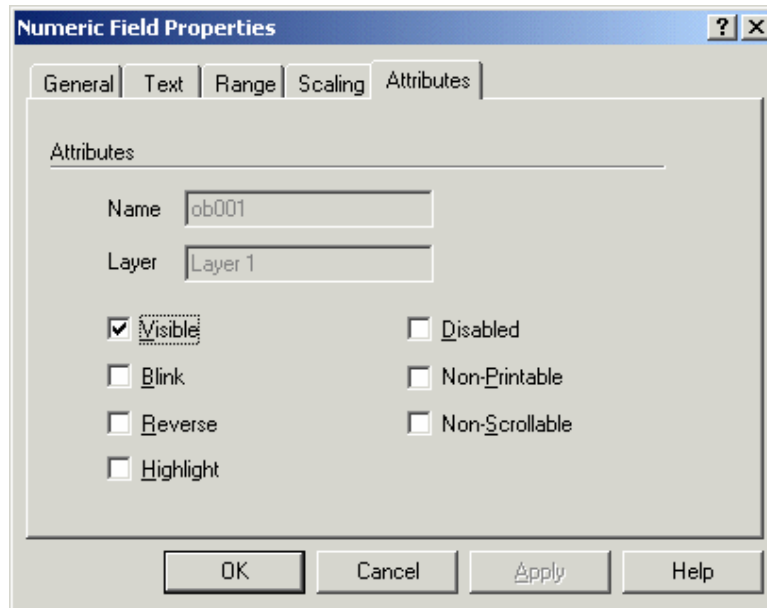 Numeric Field Properties
General Text Range Scaling Attributes
Attributes
Name ob001
Layer Layer 1
Visible Disabled
Blink Non-Printable
Reverse Non-Scrollable
Highlight
OK Cancel Apply Help